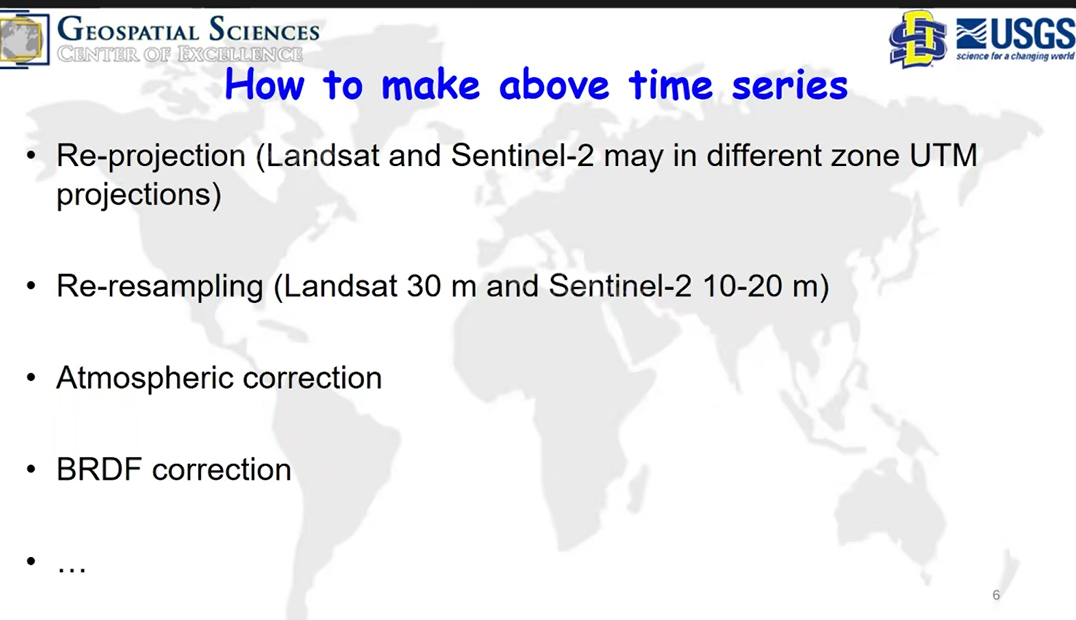 GEOSPATIAL SCIENCES
CENTER OF EXCELLENCE
USGS
science for a changing world
How to make above time series
• Re-projection (Landsat and Sentinel-2 may in different zone UTM
projections)
• Re-resampling (Landsat 30 m and Sentinel-2 10-20 m)
• Atmospheric correction
• BRDF correction
• …
6